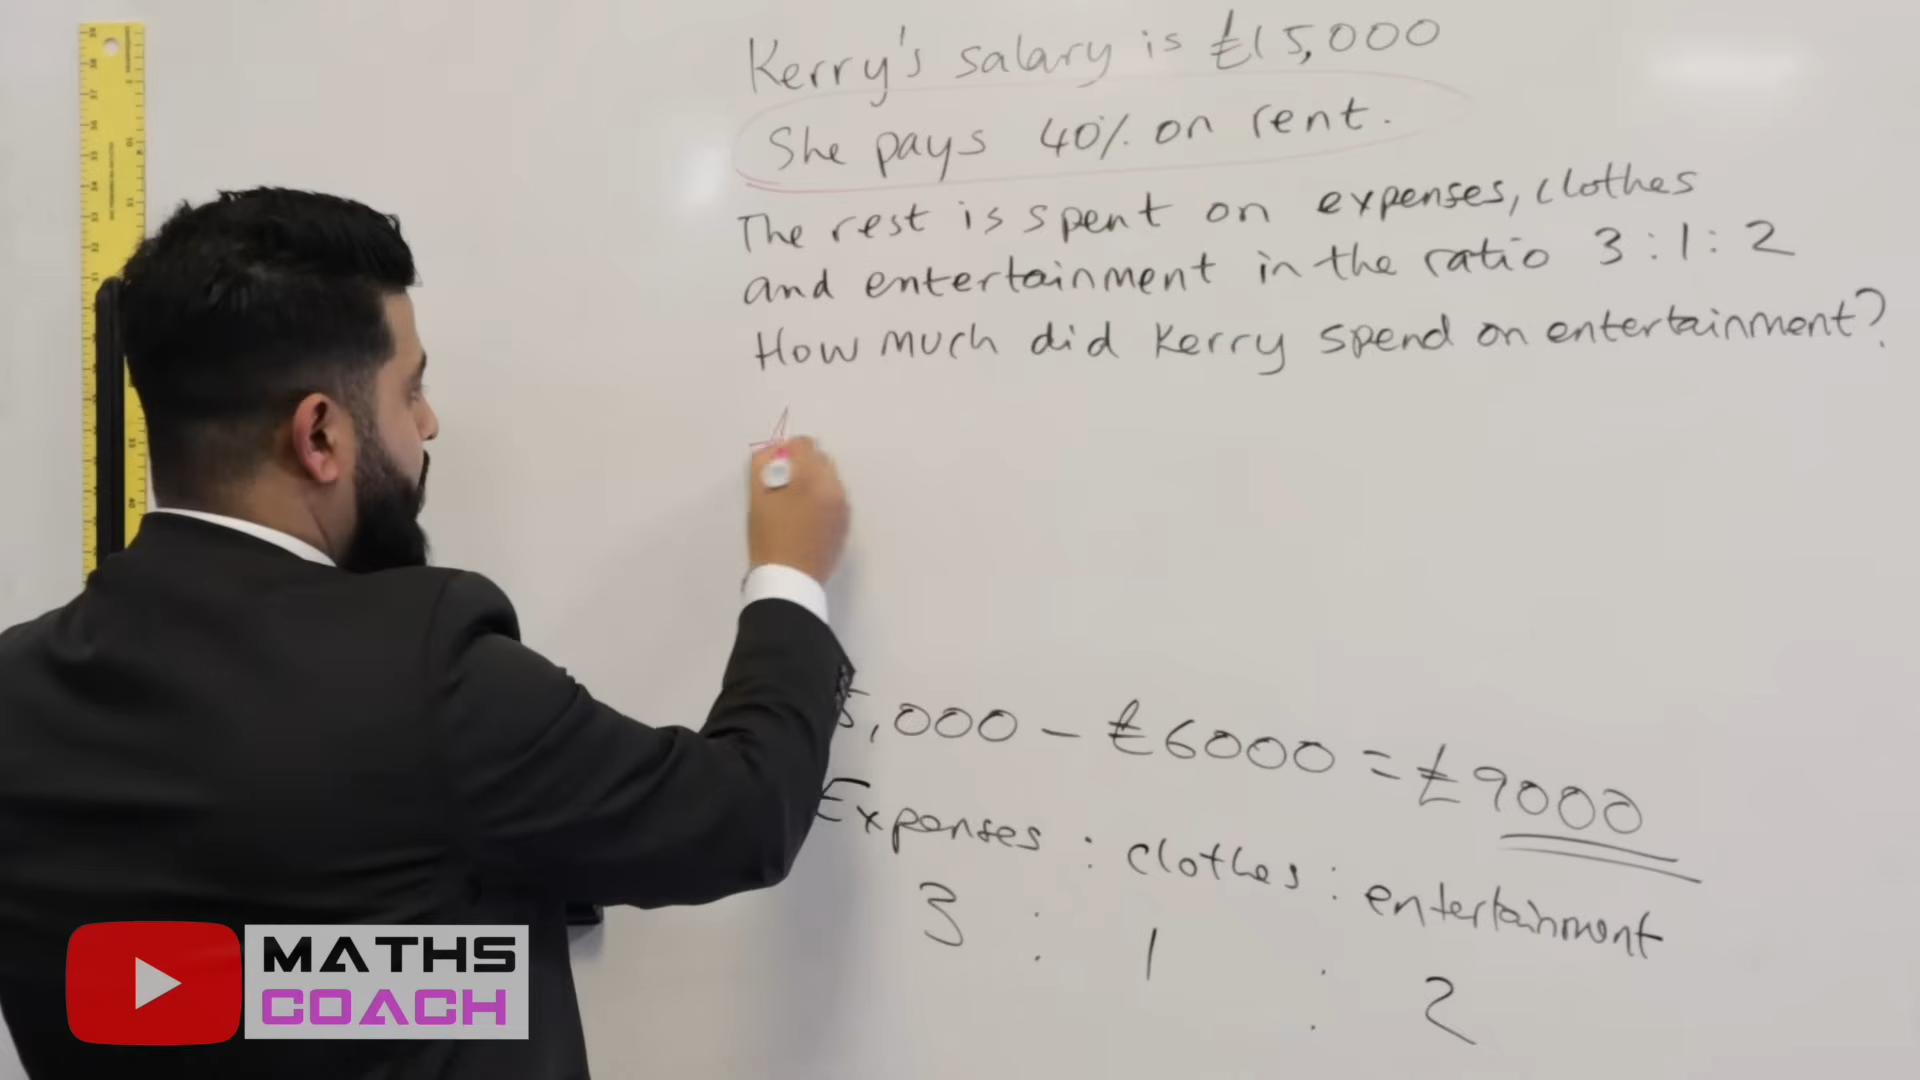 Kerry's salary is £15,000
She pays 40% on rent.
The rest is spent on expenses, clothes
and entertainment in the ratio 3:1:2
How much did Kerry spend on entertainment?
5,000 - £6000 = £9000
Expenses : clothes : entertainment
3 : 1 : 2
MATHS
COACH